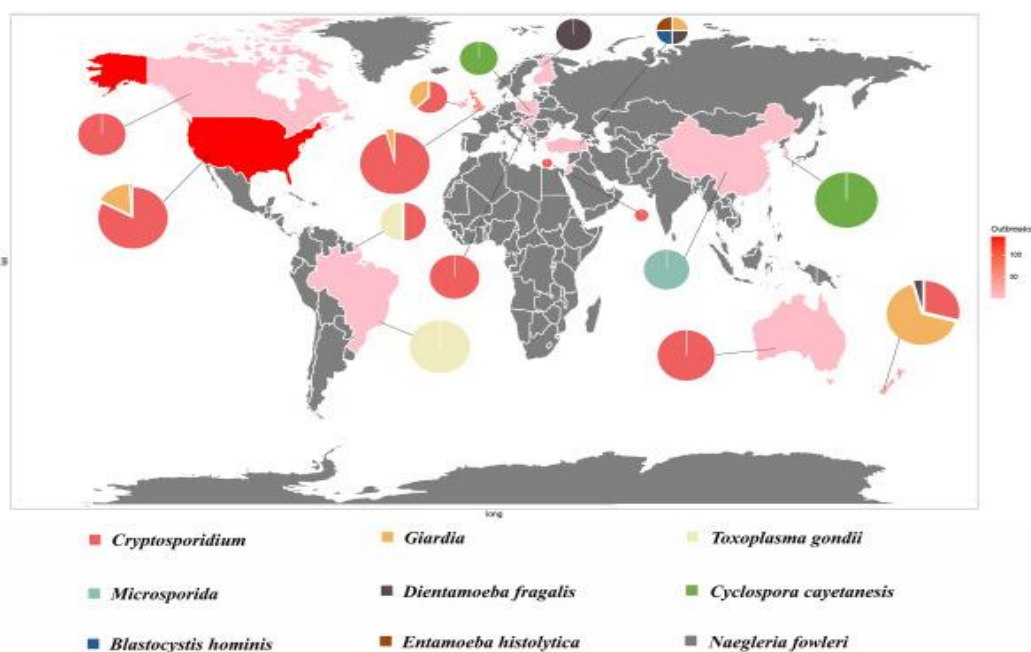 Outbreaks
100
50
long
Cryptosporidium
Giardia
Toxoplasma gondii
Microsporida
Dientamoeba fragalis
Cyclospora cayetanesis
Blastocystis hominis
Entamoeba histolytica
Naegleria fowleri